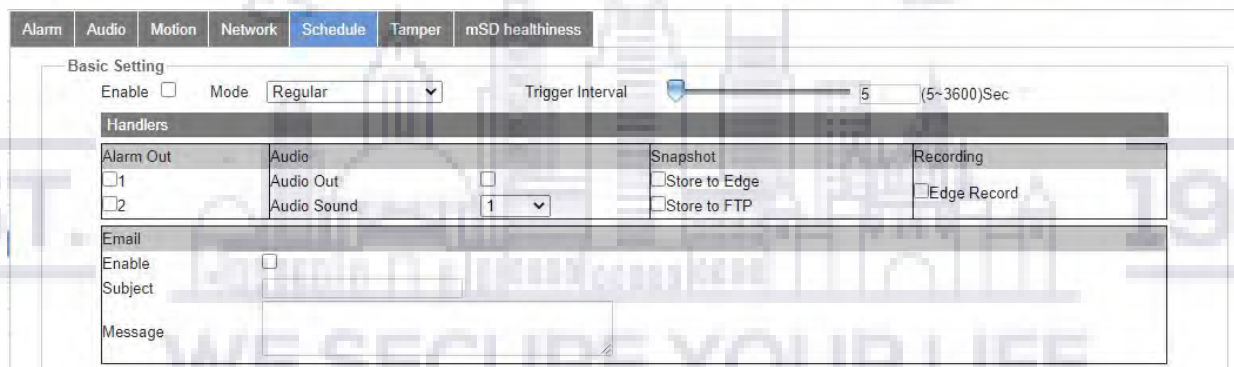 Alarm Audio Motion Network Schedule Tamper mSD healthiness
Basic Setting
Enable Mode Regular Trigger Interval 5 (5~3600)Sec
Handlers
Alarm Out Audio Snapshot Recording
1 Audio Out Store to Edge Edge Record
2 Audio Sound 1 Store to FTP
Email
Enable
Subject
Message
WE SECURE YOUR LIFE
T.
19